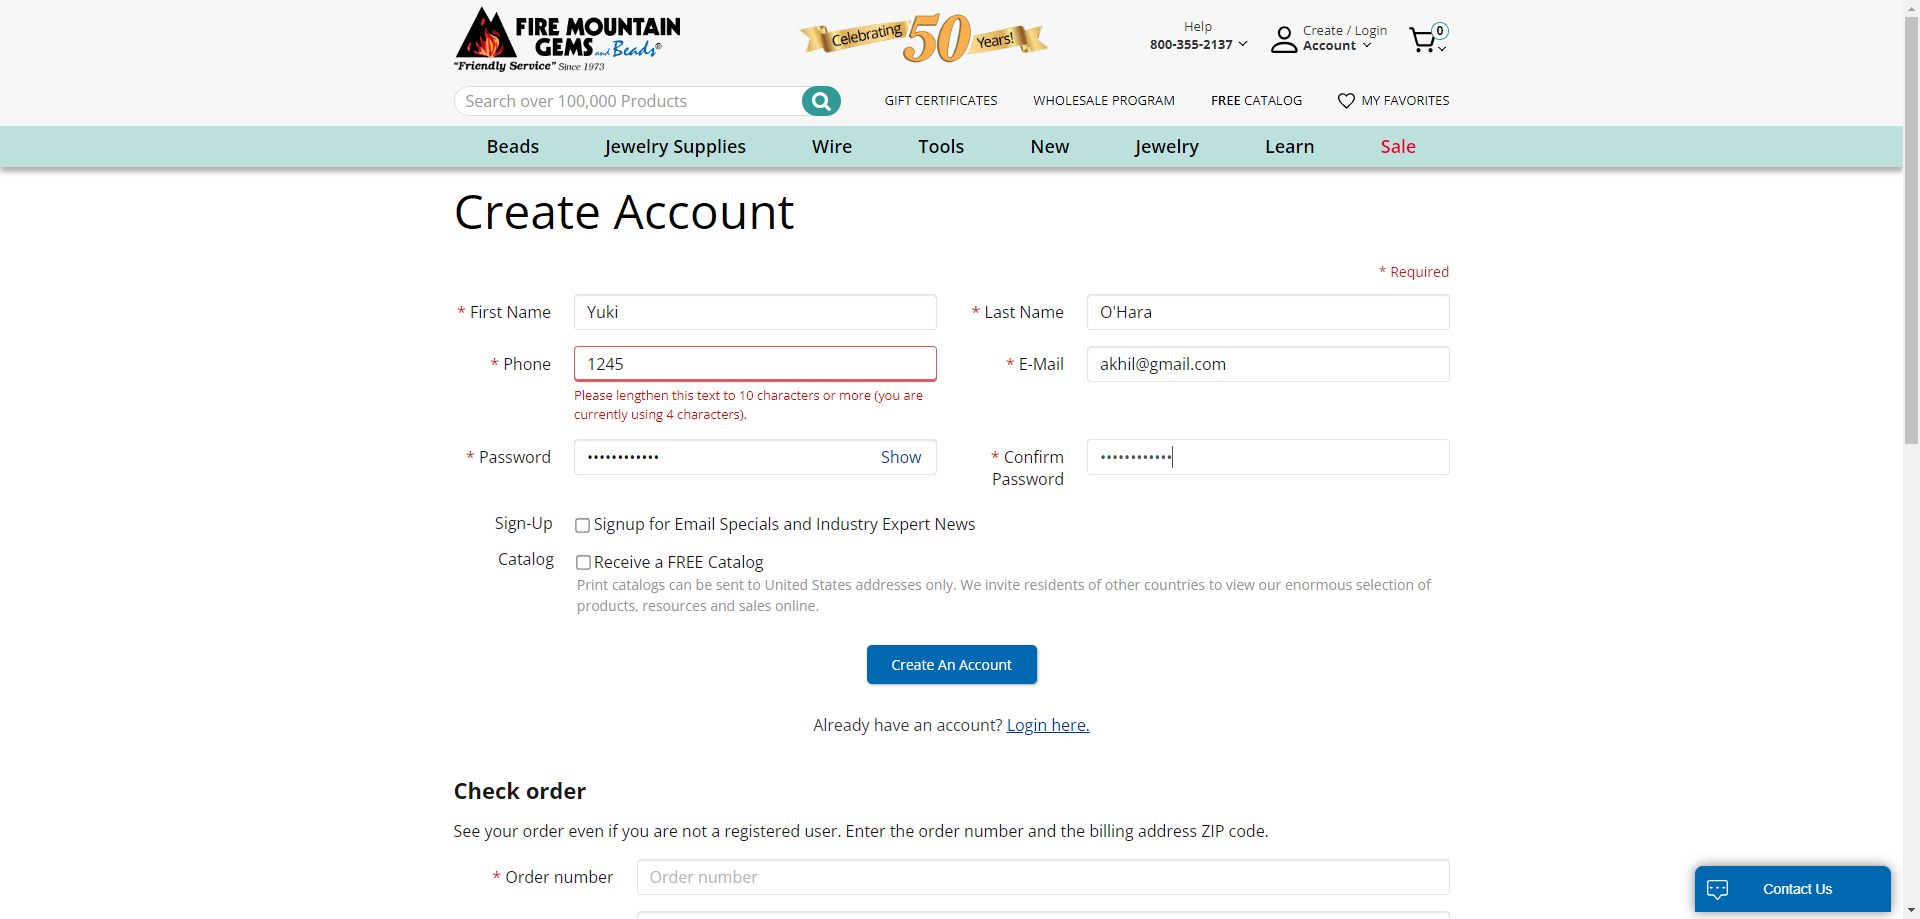 FIRE MOUNTAIN
GEMS and Beads®
"Friendly Service" Since 1973
Celebrating 50 Years!
Help
800-355-2137
Create / Login
Account
0
Search over 100,000 Products
GIFT CERTIFICATES
WHOLESALE PROGRAM
FREE CATALOG
MY FAVORITES
Beads
Jewelry Supplies
Wire
Tools
New
Jewelry
Learn
Sale
Create Account
* Required
* First Name
Yuki
* Last Name
O'Hara
* Phone
1245
* E-Mail
akhil@gmail.com
Please lengthen this text to 10 characters or more (you are
currently using 4 characters).
* Password
••••••••••••
Show
* Confirm
Password
••••••••••••
Sign-Up
Signup for Email Specials and Industry Expert News
Catalog
Receive a FREE Catalog
Print catalogs can be sent to United States addresses only. We invite residents of other countries to view our enormous selection of
products, resources and sales online.
Create An Account
Already have an account? Login here.
Check order
See your order even if you are not a registered user. Enter the order number and the billing address ZIP code.
* Order number
Order number
Contact Us